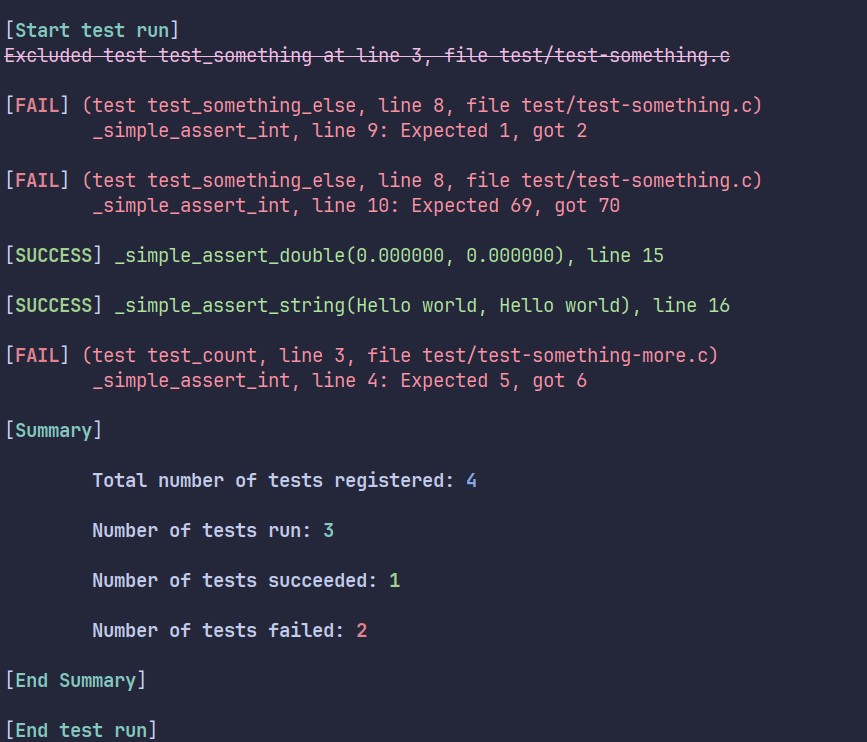 [Start test run]
Excluded test test_something at line 3, file test/test-something.c
[FAIL] (test test_something_else, line 8, file test/test-something.c)
_simple_assert_int, line 9: Expected 1, got 2
[FAIL] (test test_something_else, line 8, file test/test-something.c)
_simple_assert_int, line 10: Expected 69, got 70
[SUCCESS] _simple_assert_double(0.000000, 0.000000), line 15
[SUCCESS] _simple_assert_string(Hello world, Hello world), line 16
[FAIL] (test test_count, line 3, file test/test-something-more.c)
_simple_assert_int, line 4: Expected 5, got 6
[Summary]
Total number of tests registered: 4
Number of tests run: 3
Number of tests succeeded: 1
Number of tests failed: 2
[End Summary]
[End test run]